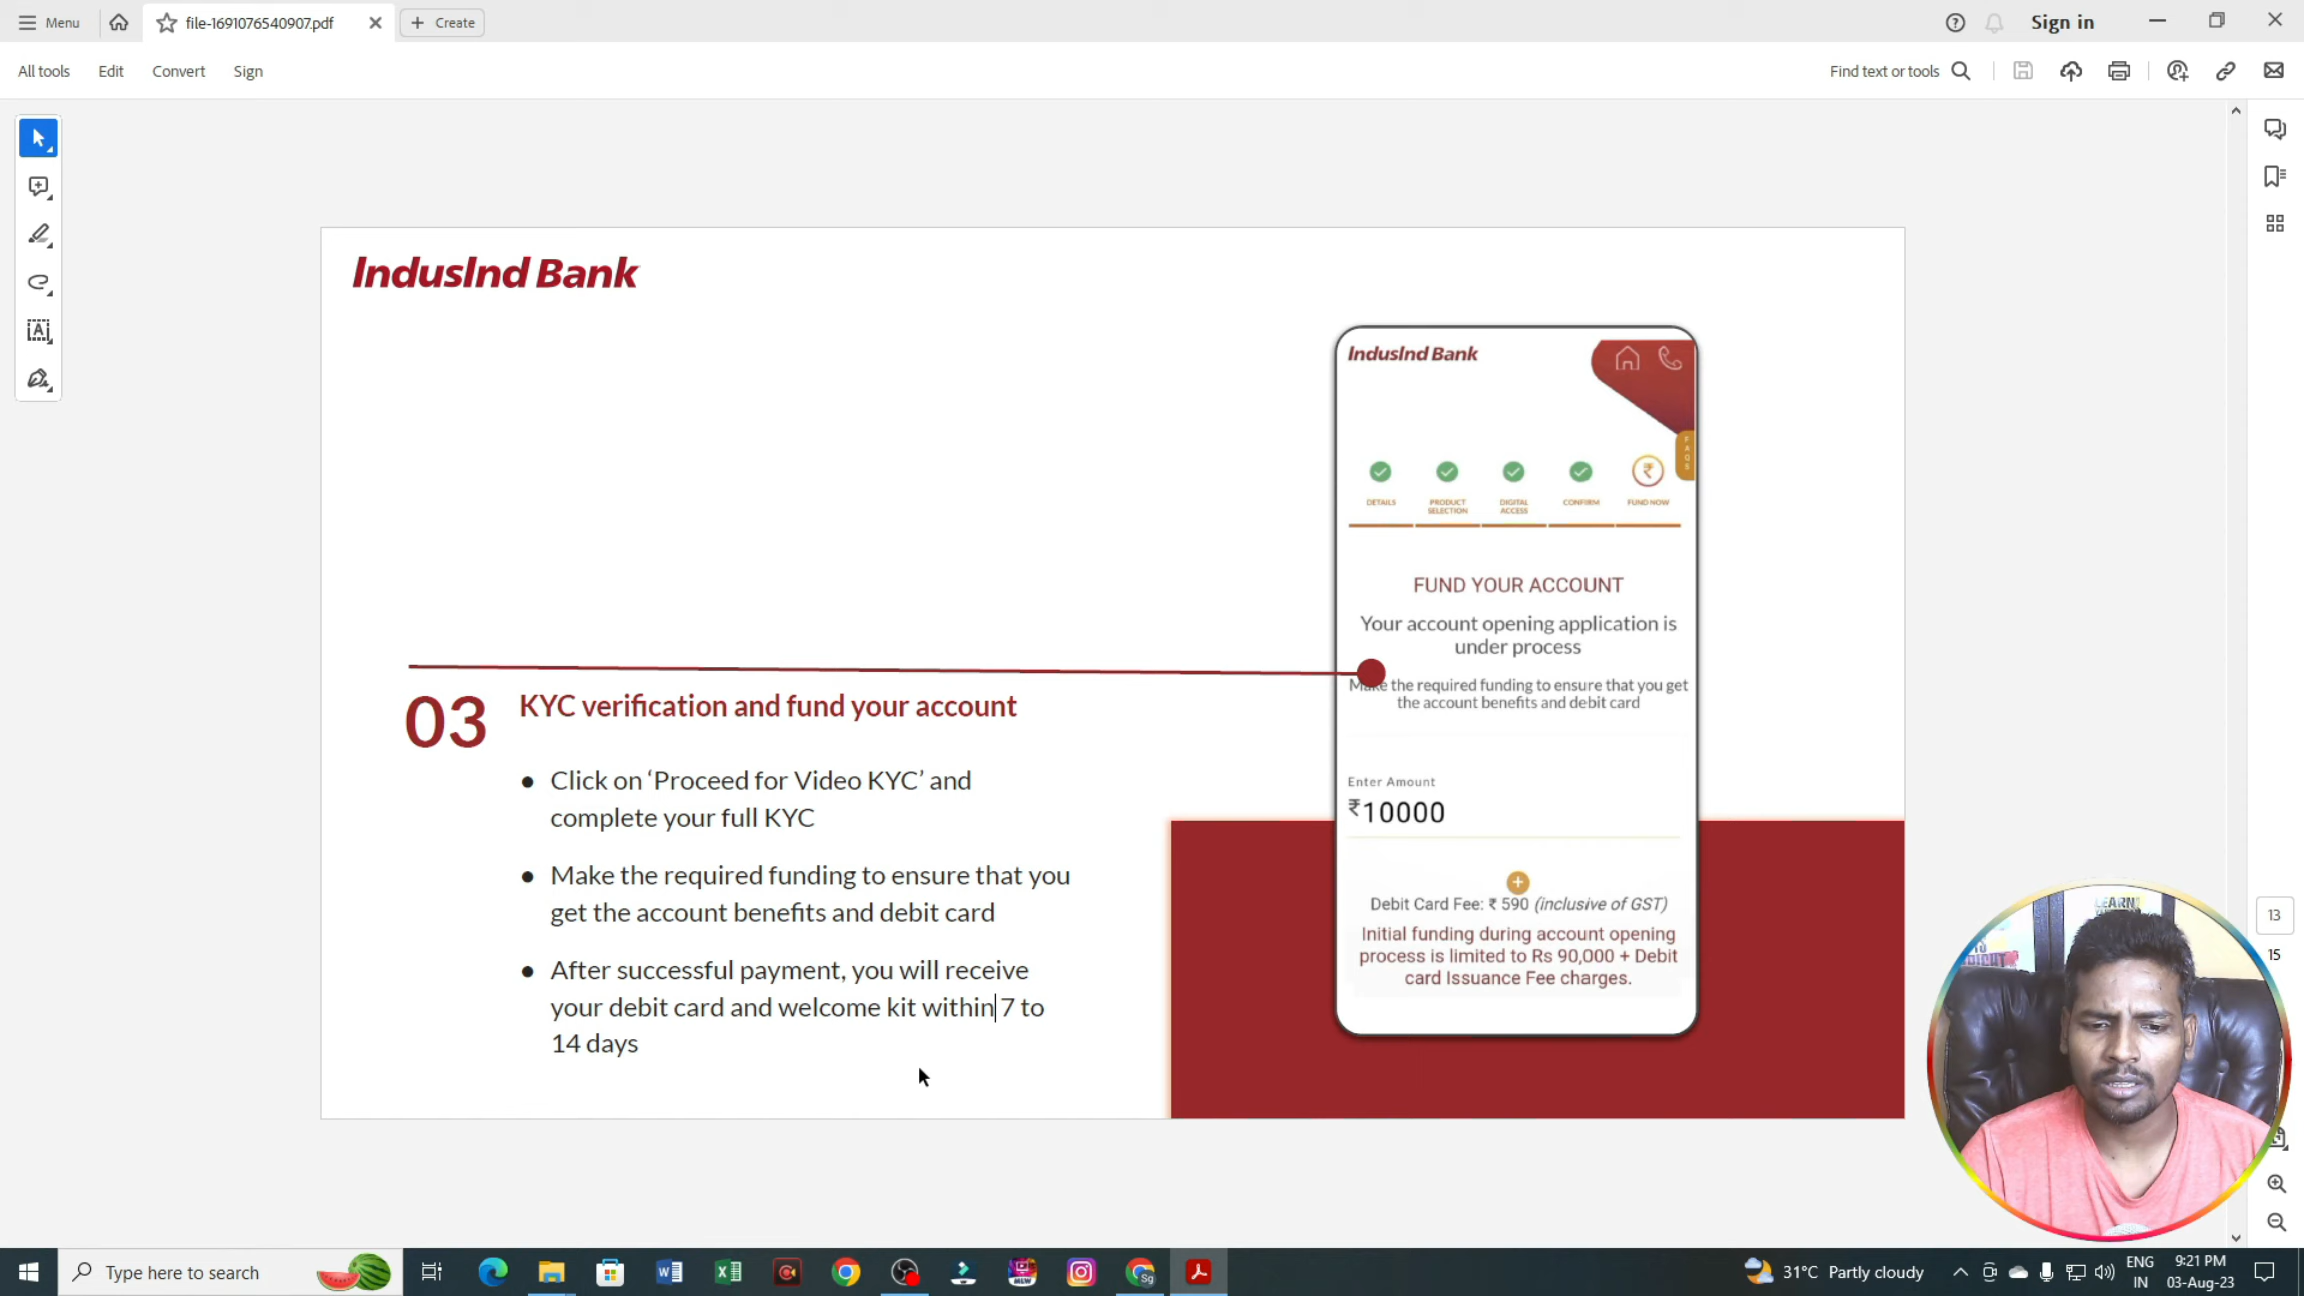 Menu
file-1691076540907.pdf
Create
Sign in
All tools
Edit
Convert
Sign
Find text or tools
IndusInd Bank
IndusInd Bank
FAQS
DETAILS
PRODUCT SELECTION
DIGITAL ACCESS
CONFIRM
FUND NOW
FUND YOUR ACCOUNT
Your account opening application is
under process
Make the required funding to ensure that you get
the account benefits and debit card
Enter Amount
₹10000
Debit Card Fee: ₹ 590 (inclusive of GST)
Initial funding during account opening
process is limited to Rs 90,000 + Debit
card Issuance Fee charges.
03
KYC verification and fund your account
● Click on ‘Proceed for Video KYC’ and
complete your full KYC
● Make the required funding to ensure that you
get the account benefits and debit card
● After successful payment, you will receive
your debit card and welcome kit within 7 to
14 days
13
15
LEARN
Type here to search
31°C Partly cloudy
ENG
IN
9:21 PM
03-Aug-23